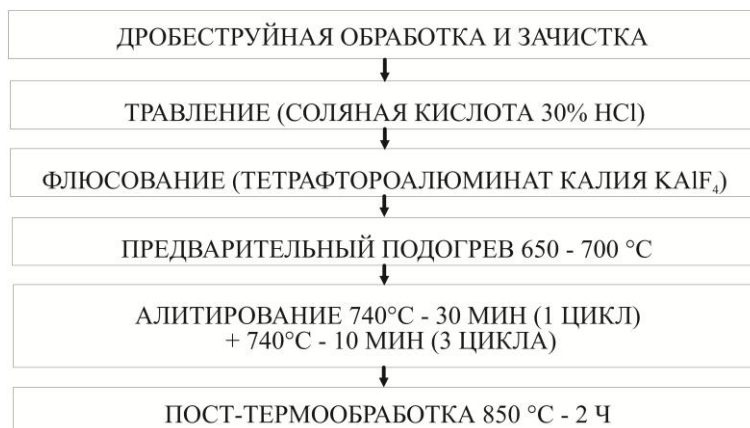 ДРОБЕСТРУЙНАЯ ОБРАБОТКА И ЗАЧИСТКА
ТРАВЛЕНИЕ (СОЛЯНАЯ КИСЛОТА 30% HCl)
ФЛЮСОВАНИЕ (ТЕТРАФТОРОАЛЮМИНАТ КАЛИЯ KAlF₄)
ПРЕДВАРИТЕЛЬНЫЙ ПОДОГРЕВ 650 - 700 °C
АЛИТИРОВАНИЕ 740°C - 30 МИН (1 ЦИКЛ)
+ 740°C - 10 МИН (3 ЦИКЛА)
ПОСТ-ТЕРМООБРАБОТКА 850 °C - 2 Ч